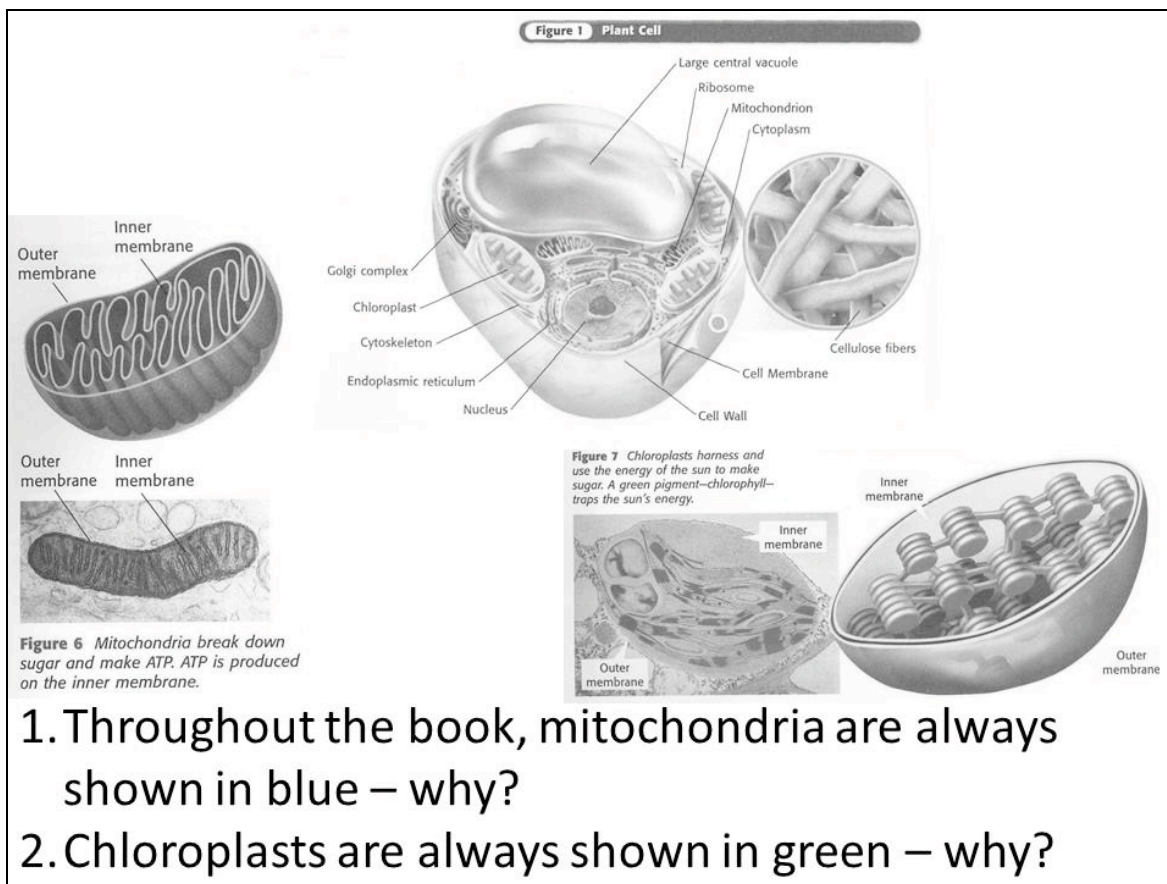 Figure 1 Plant Cell
Large central vacuole
Ribosome
Mitochondrion
Cytoplasm
Golgi complex
Chloroplast
Cytoskeleton
Endoplasmic reticulum
Nucleus
Cellulose fibers
Cell Membrane
Cell Wall
Outer
membrane
Inner
membrane
Outer
membrane
Inner
membrane
Figure 6 Mitochondria break down
sugar and make ATP. ATP is produced
on the inner membrane.
Figure 7 Chloroplasts harness and
use the energy of the sun to make
sugar. A green pigment—chlorophyll—
traps the sun's energy.
Inner
membrane
Outer
membrane
Inner
membrane
Outer
membrane
1. Throughout the book, mitochondria are always
shown in blue – why?
2. Chloroplasts are always shown in green – why?